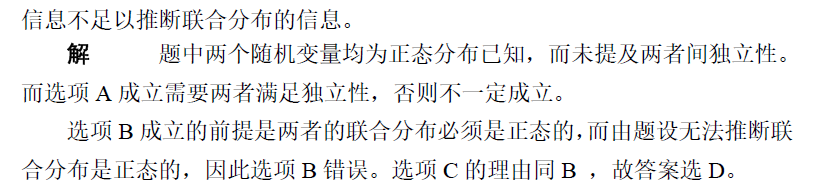 信息不足以推断联合分布的信息。
解 题中两个随机变量均为正态分布已知，而未提及两者间独立性。
而选项 A 成立需要两者满足独立性，否则不一定成立。
选项 B 成立的前提是两者的联合分布必须是正态的，而由题设无法推断联
合分布是正态的，因此选项 B 错误。选项 C 的理由同 B ，故答案选 D。